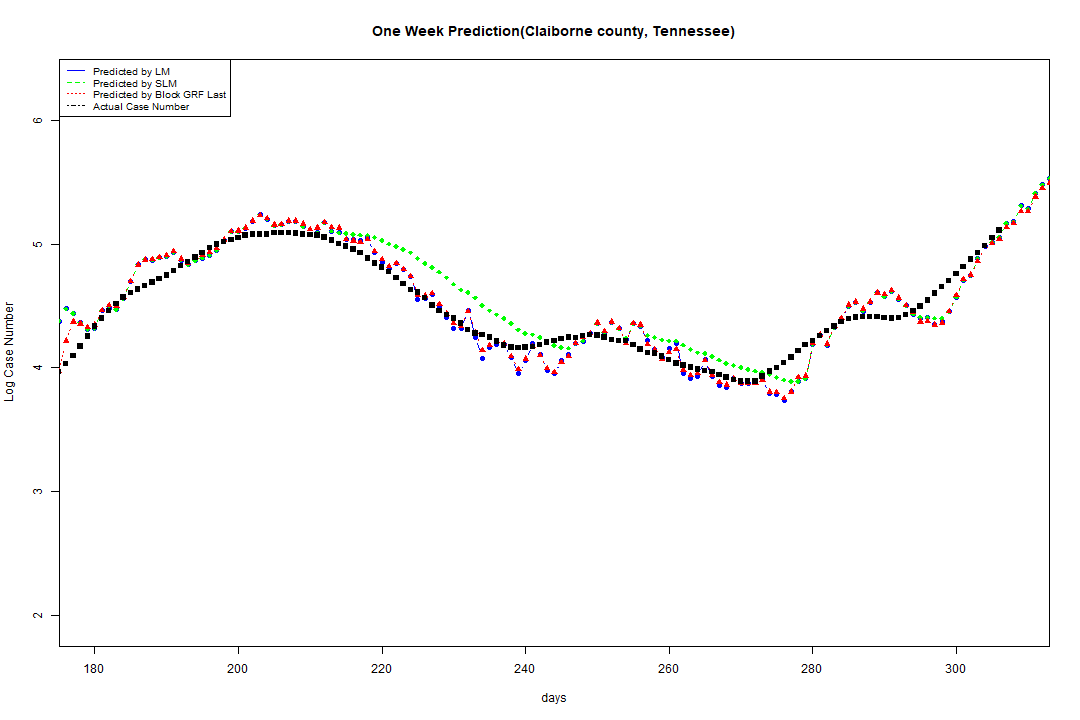 One Week Prediction(Claiborne county, Tennessee)
Predicted by LM
Predicted by SLM
Predicted by Block GRF Last
Actual Case Number
6
5
4
3
2
Log Case Number
180 200 220 240 260 280 300
days